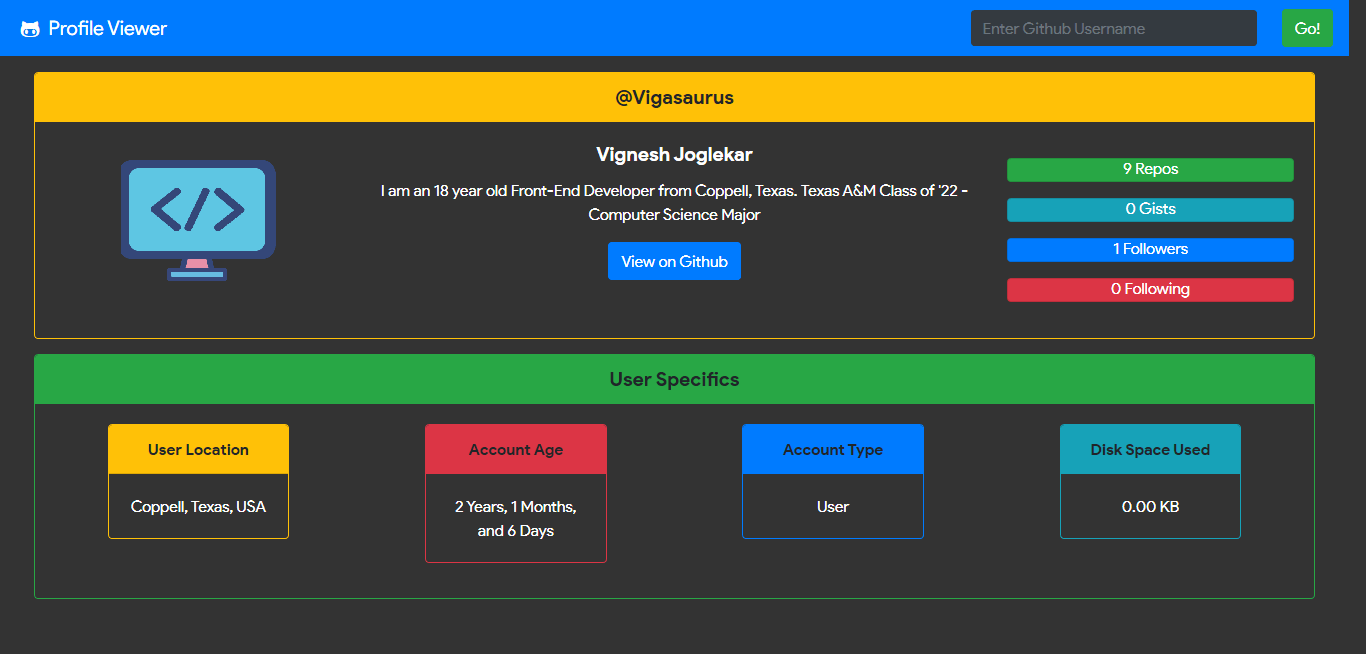 Profile Viewer
Enter Github Username
Go!
@Vigasaurus
</>
Vignesh Joglekar
I am an 18 year old Front-End Developer from Coppell, Texas. Texas A&M Class of '22 -
Computer Science Major
View on Github
9 Repos
0 Gists
1 Followers
0 Following
User Specifics
User Location
Coppell, Texas, USA
Account Age
2 Years, 1 Months,
and 6 Days
Account Type
User
Disk Space Used
0.00 KB